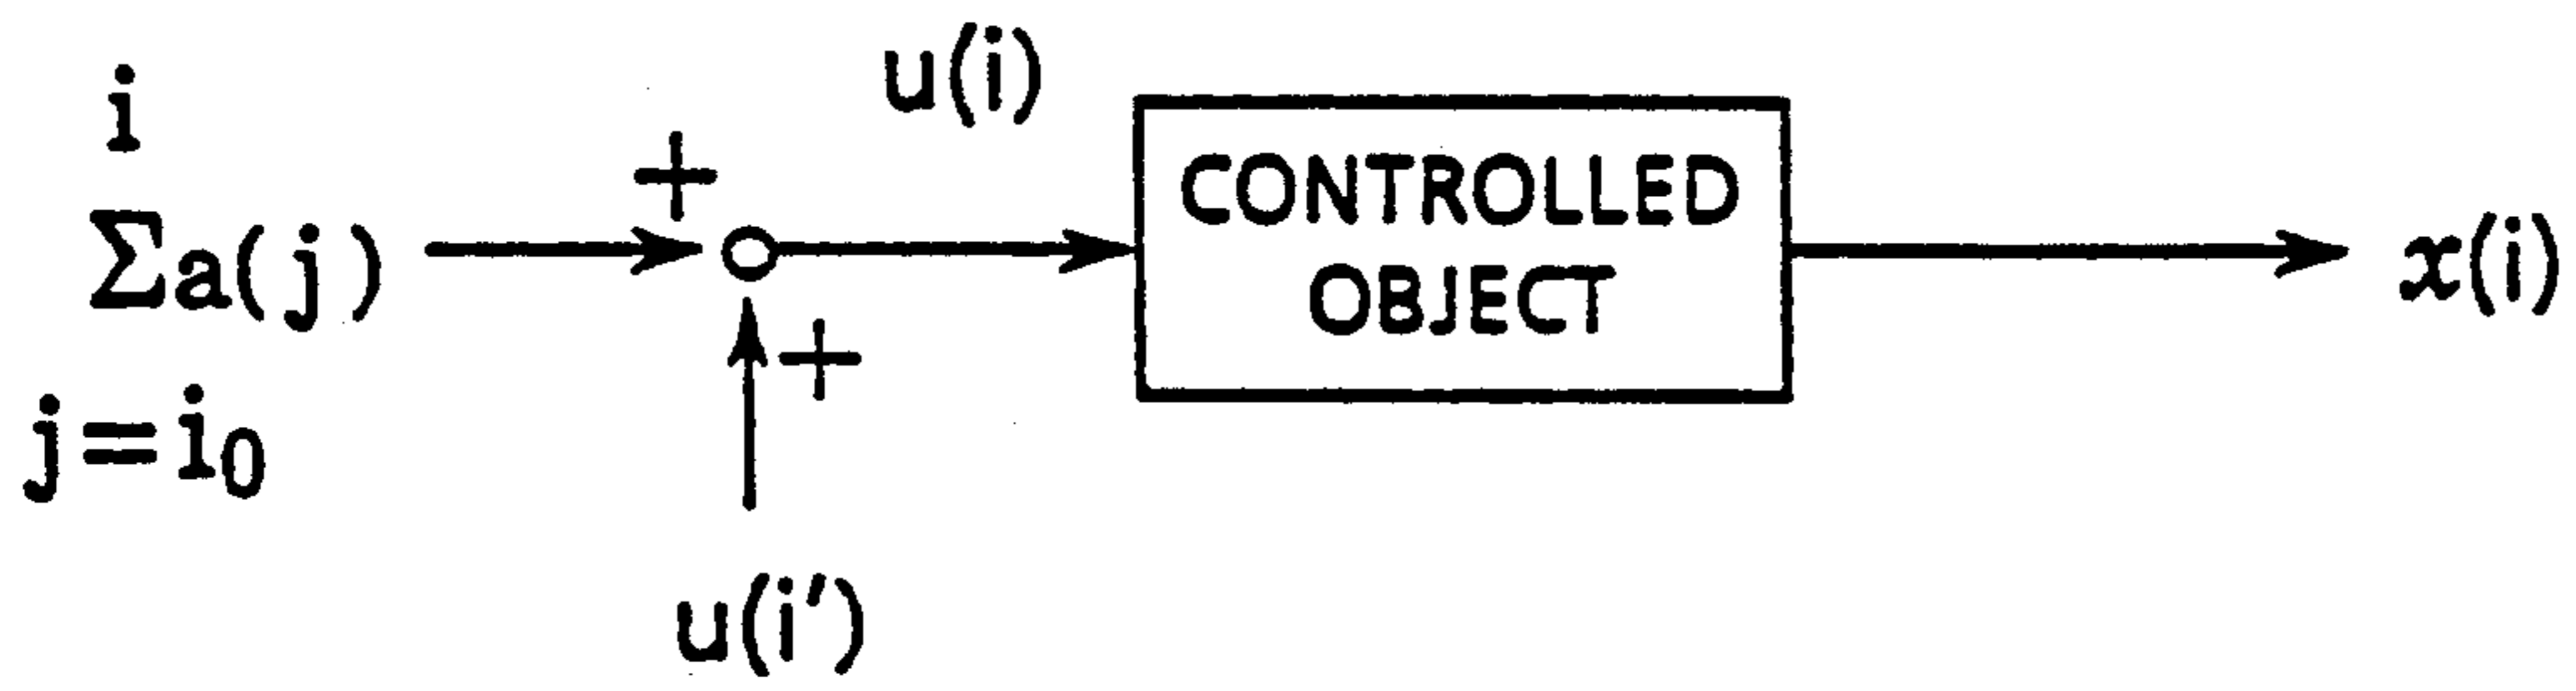 i
Σa(j)
j=i₀
+
u(i)
+
u(i′)
CONTROLLED
OBJECT
x(i)